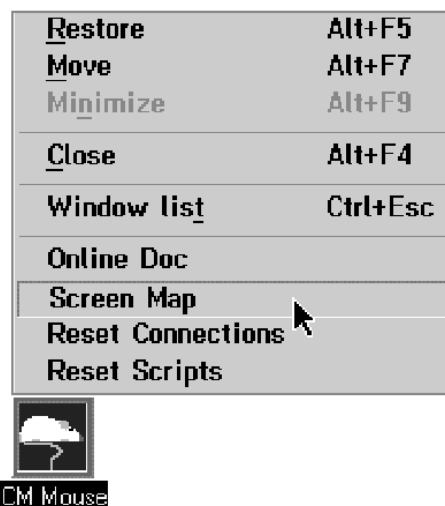 Restore Alt+F5
Move Alt+F7
Minimize Alt+F9
Close Alt+F4
Window list Ctrl+Esc
Online Doc
Screen Map
Reset Connections
Reset Scripts
CM Mouse